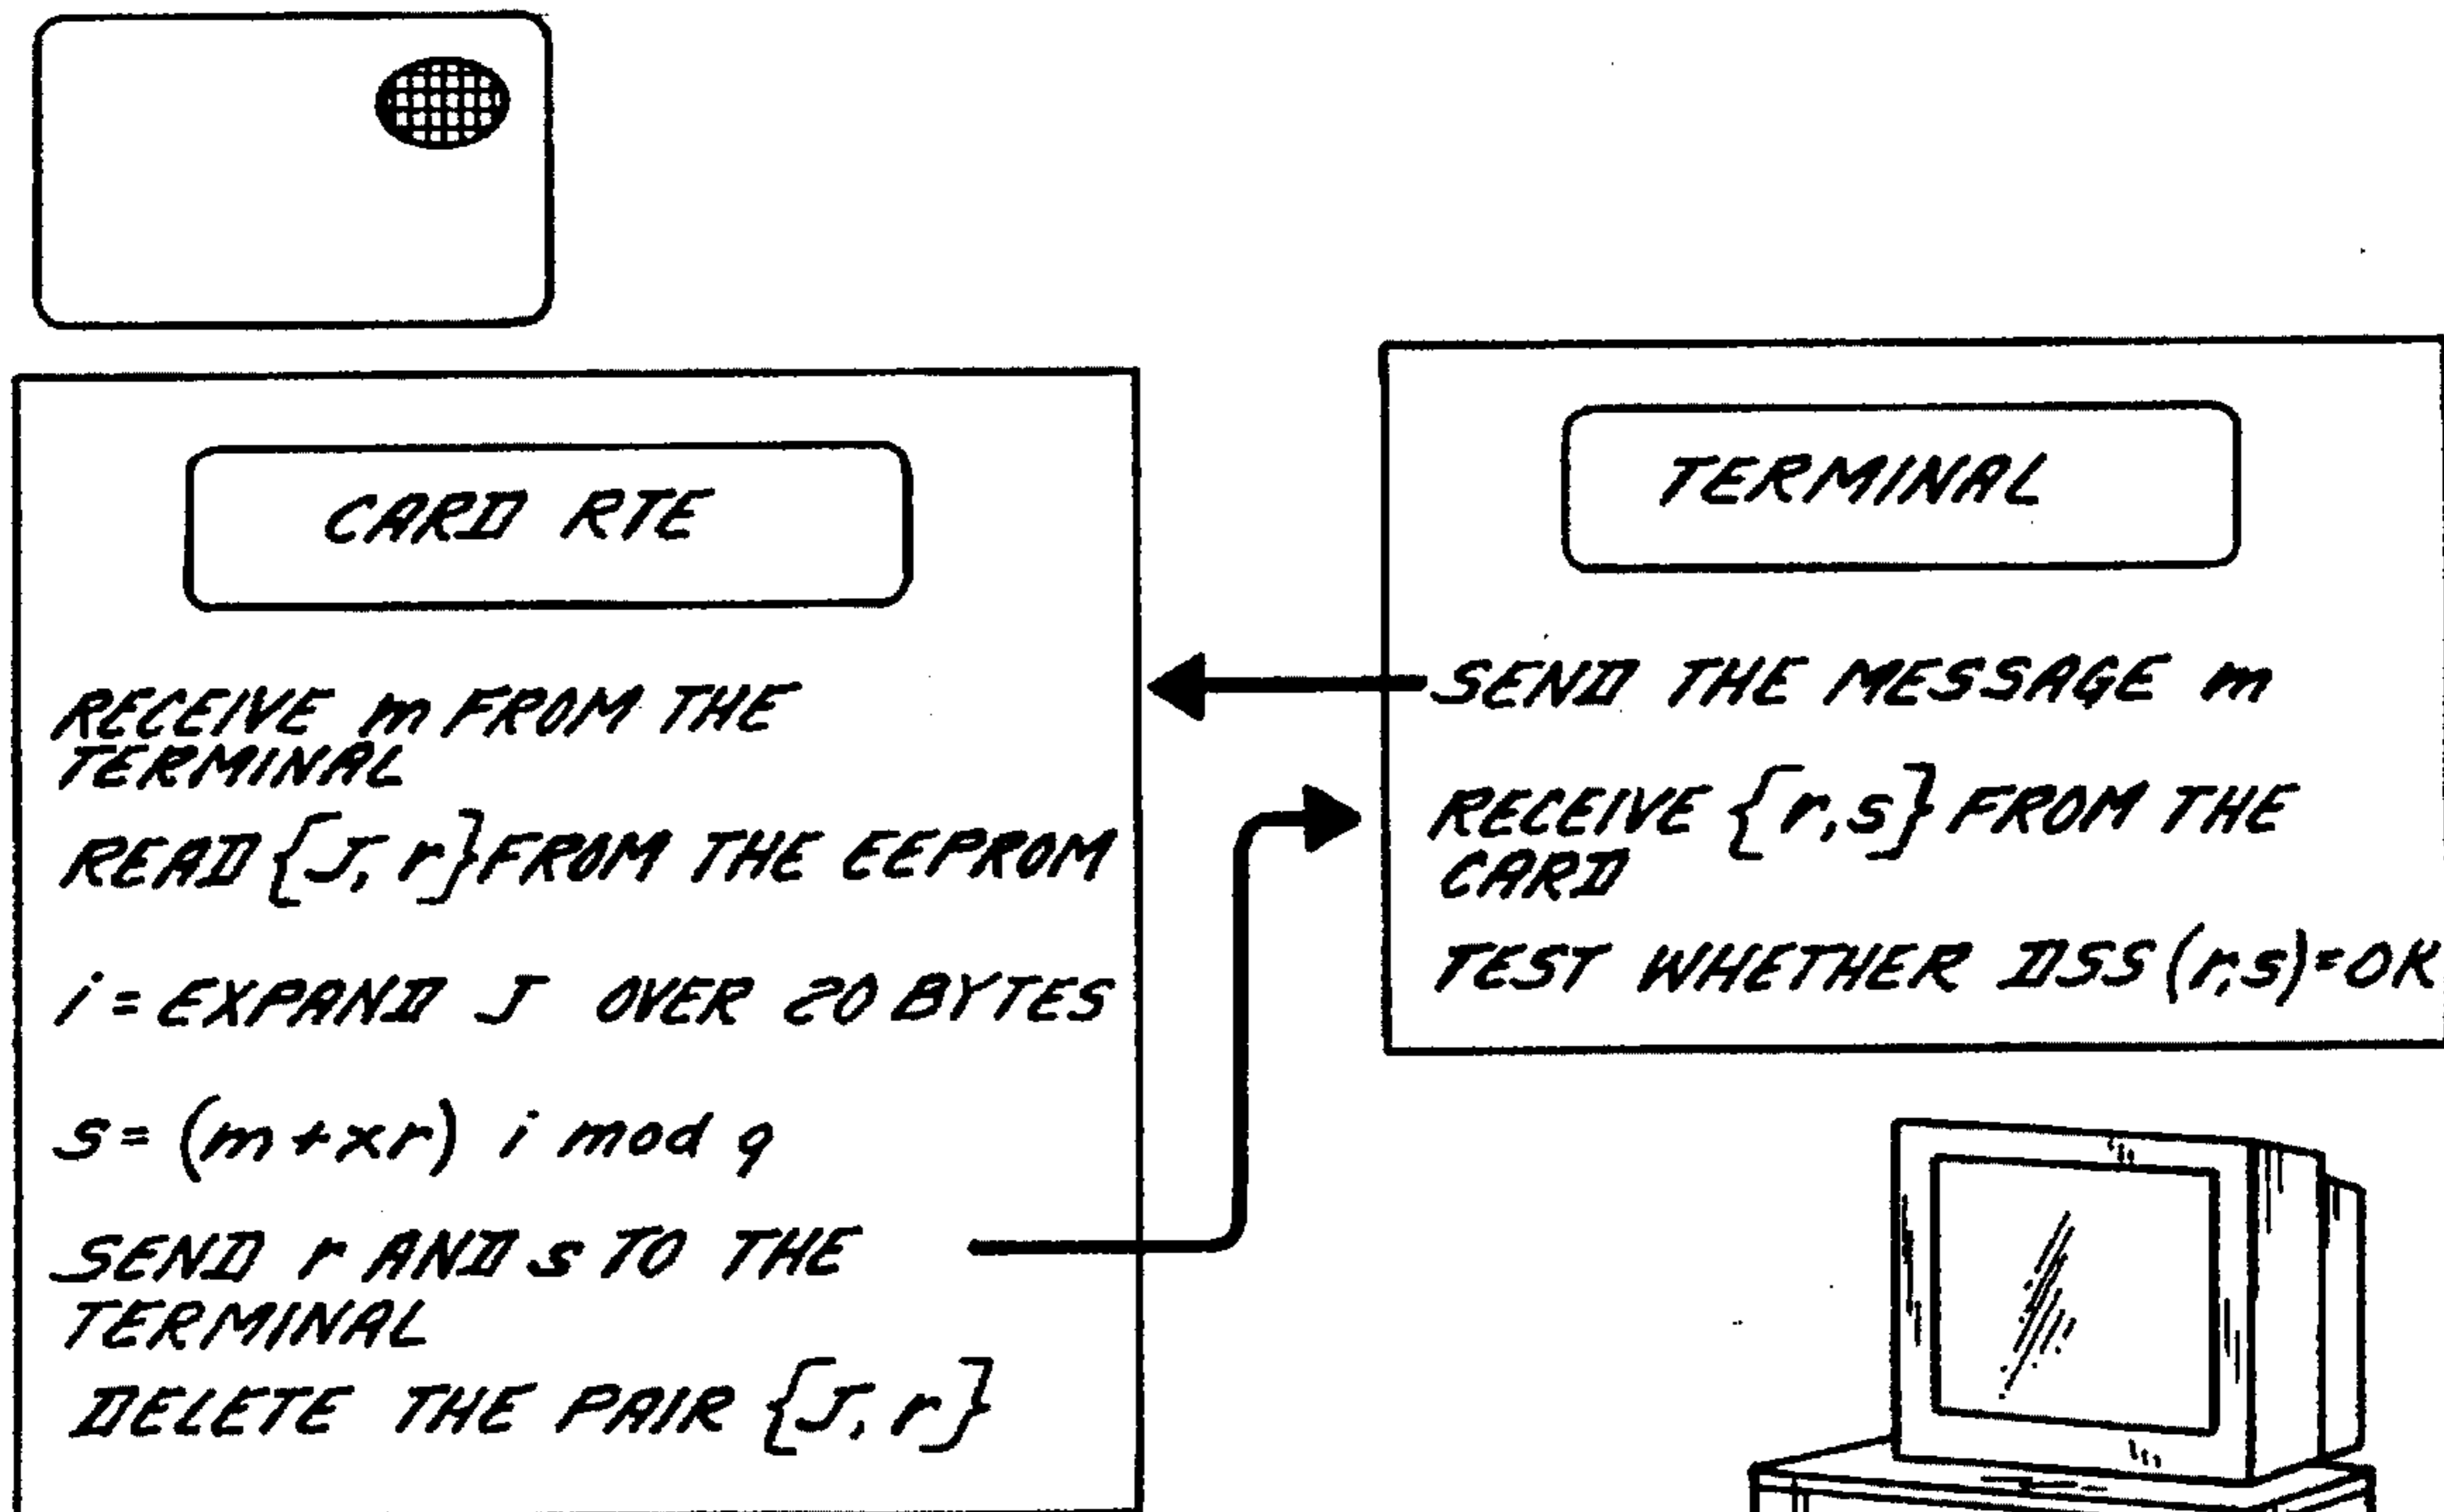 CARD RTE
RECEIVE m FROM THE
TERMINAL
READ {J, r} FROM THE EEPROM
i = EXPAND J OVER 20 BYTES
s = (m + xr) i mod q
SEND r AND s TO THE
TERMINAL
DELETE THE PAIR {J, r}
TERMINAL
SEND THE MESSAGE m
RECEIVE {r,s} FROM THE
CARD
TEST WHETHER DSS (r,s)=OK